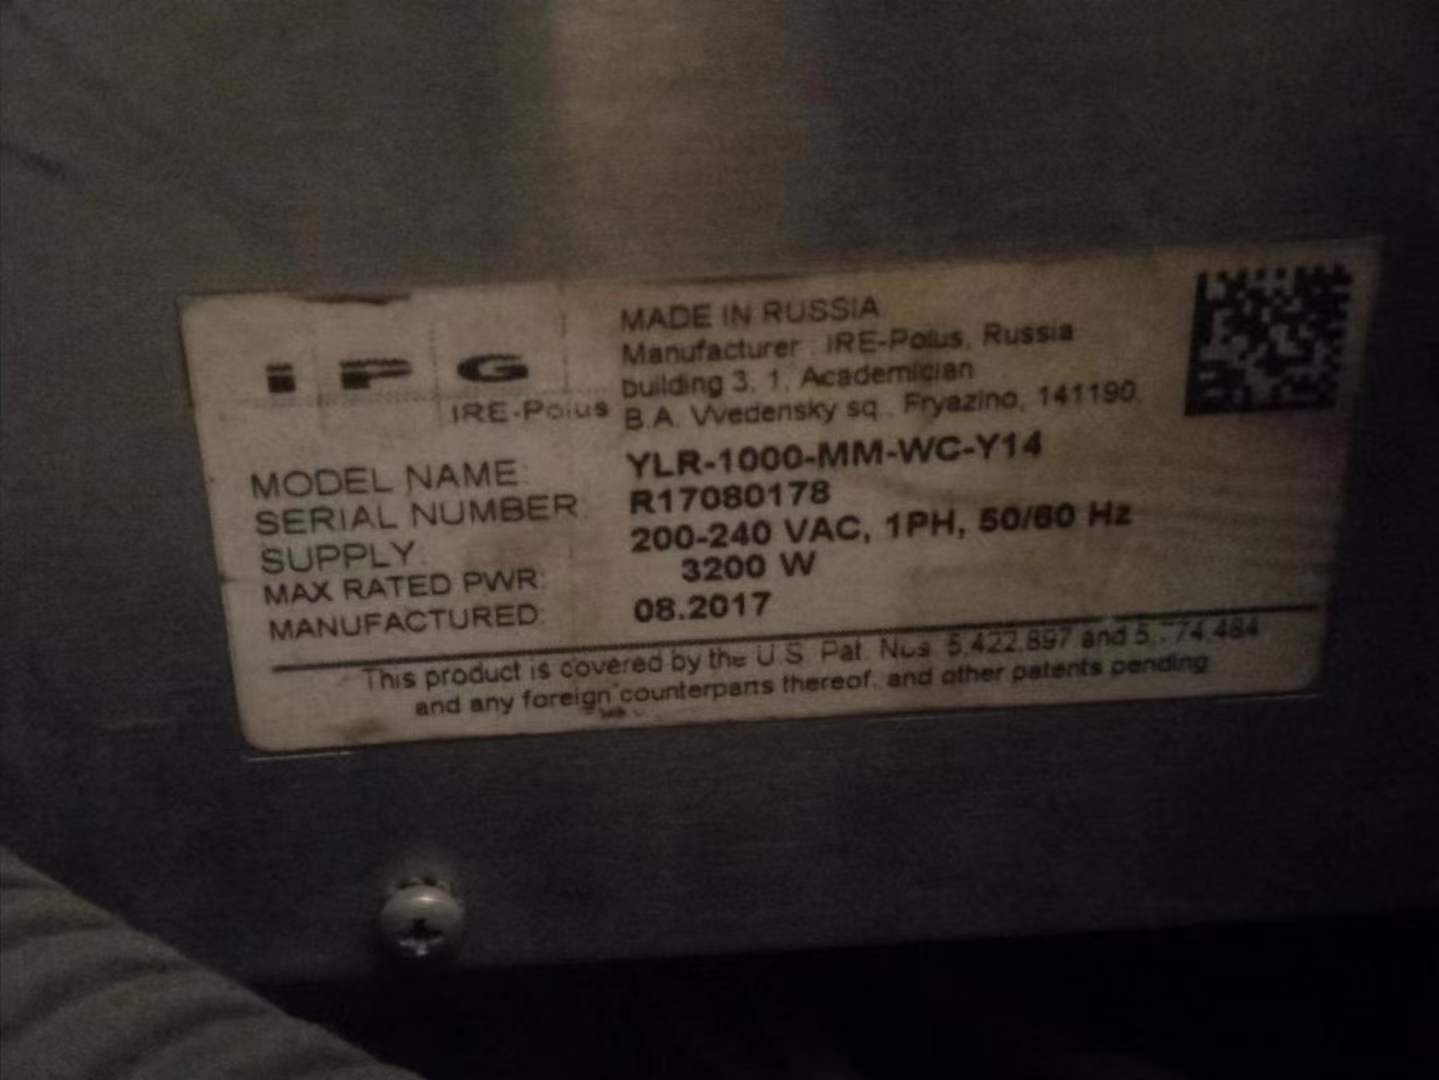 IPG
IRE-Polus
MADE IN RUSSIA
Manufacturer: IRE-Polus, Russia
building 3, 1, Academician
B.A. Vvedensky sq., Fryazino, 141190,
MODEL NAME: YLR-1000-MM-WC-Y14
SERIAL NUMBER: R17080178
SUPPLY: 200-240 VAC, 1PH, 50/60 Hz
MAX RATED PWR: 3200 W
MANUFACTURED: 08.2017
This product is covered by the U.S. Pat. Nos. 5,422,897 and
and any foreign counterparts thereof, and other patents pending